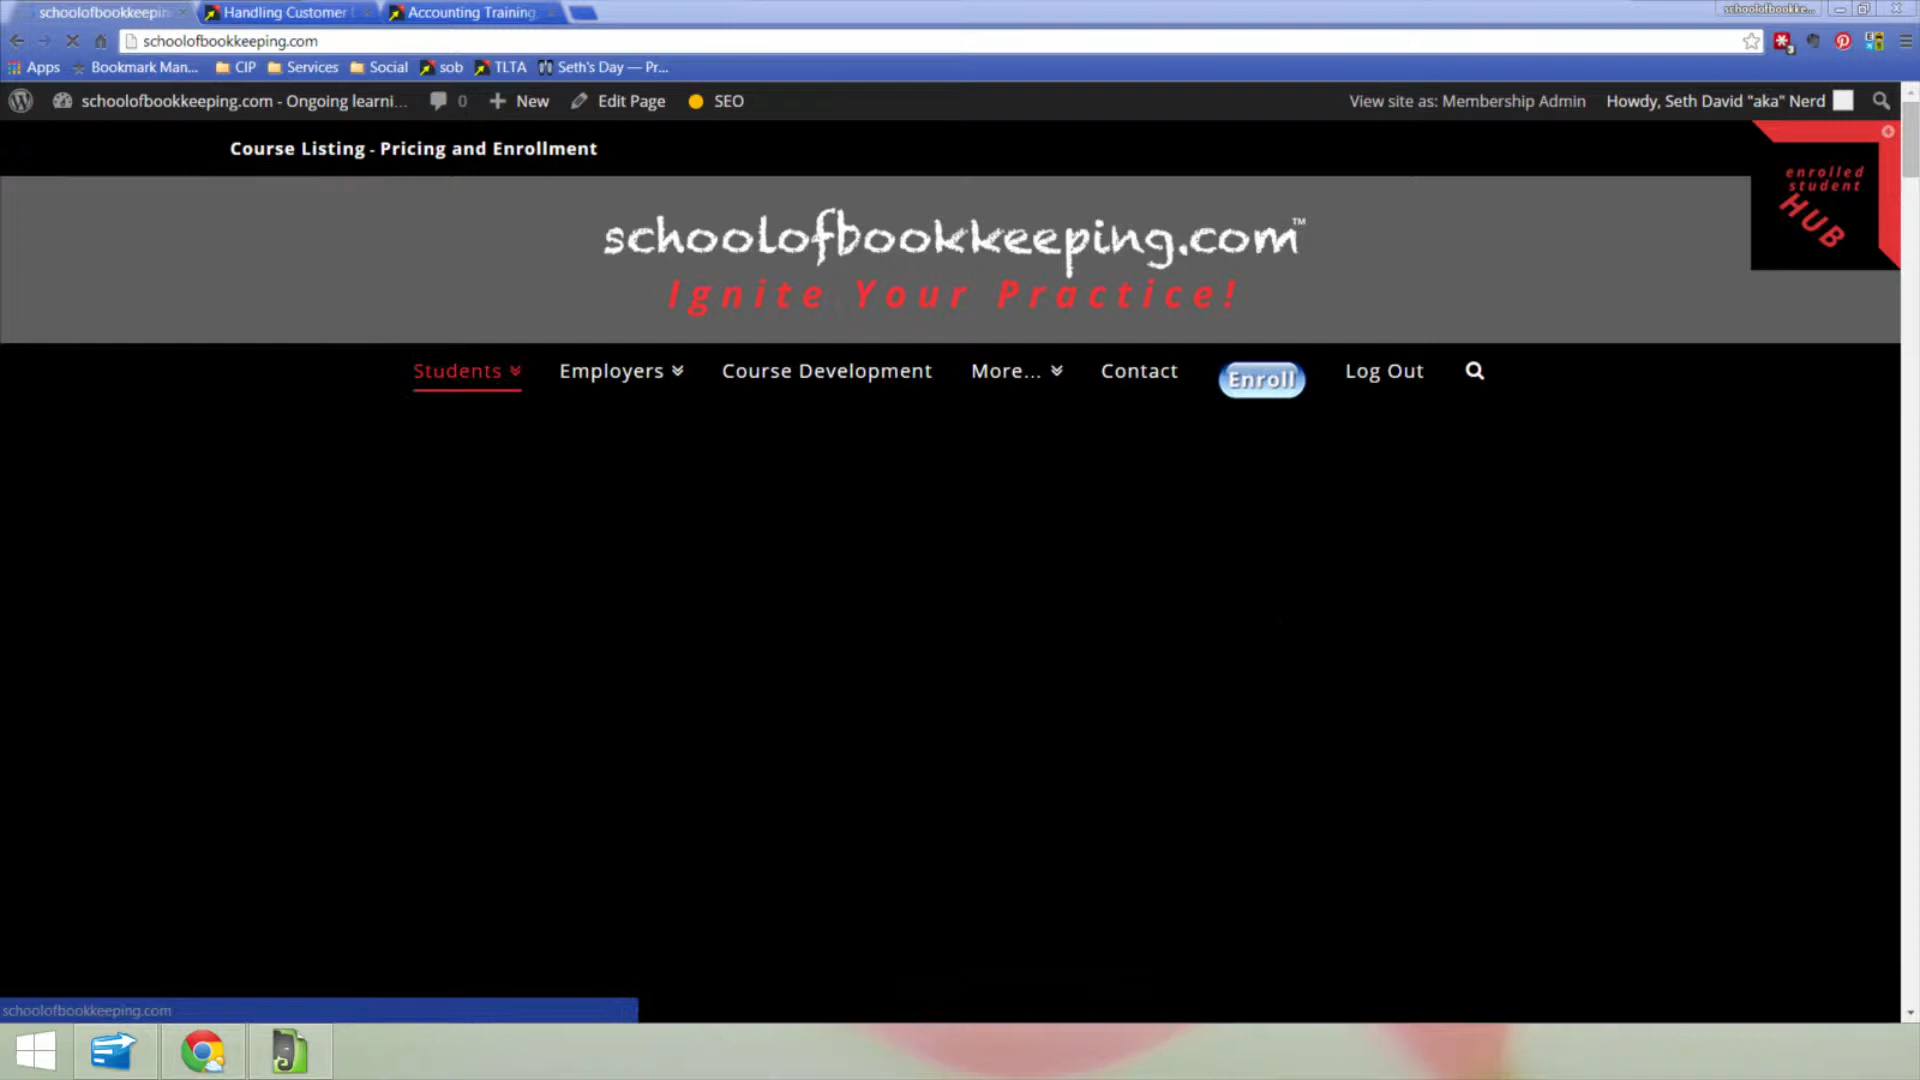 schoolofbookkeepin
Handling Customer
Accounting Training,
schoolofbookke...
schoolofbookkeeping.com
Apps
Bookmark Man...
CIP
Services
Social
sob
TLTA
Seth's Day — Pr...
schoolofbookkeeping.com - Ongoing learni...
0
New
Edit Page
SEO
View site as: Membership Admin
Howdy, Seth David "aka" Nerd
Course Listing - Pricing and Enrollment
enrolled
student
HUB
schoolofbookkeeping.com™
Ignite Your Practice!
Students
Employers
Course Development
More...
Contact
Enroll
Log Out
schoolofbookkeeping.com